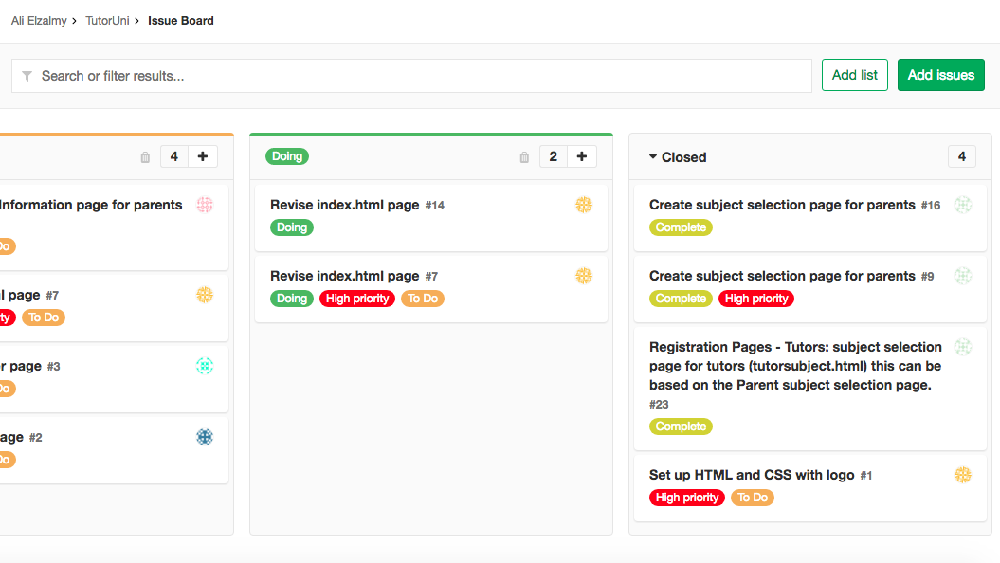 Ali Elzalmy > TutorUni > Issue Board
Search or filter results...
Add list
Add issues
4 +
Information page for parents
Do
l page #7
ty To Do
r page #3
Do
age #2
Do
Doing
2 +
Revise index.html page #14
Doing
Revise index.html page #7
Doing High priority To Do
Closed
4
Create subject selection page for parents #16
Complete
Create subject selection page for parents #9
Complete High priority
Registration Pages - Tutors: subject selection
page for tutors (tutorsubject.html) this can be
based on the Parent subject selection page.
#23
Complete
Set up HTML and CSS with logo #1
High priority To Do